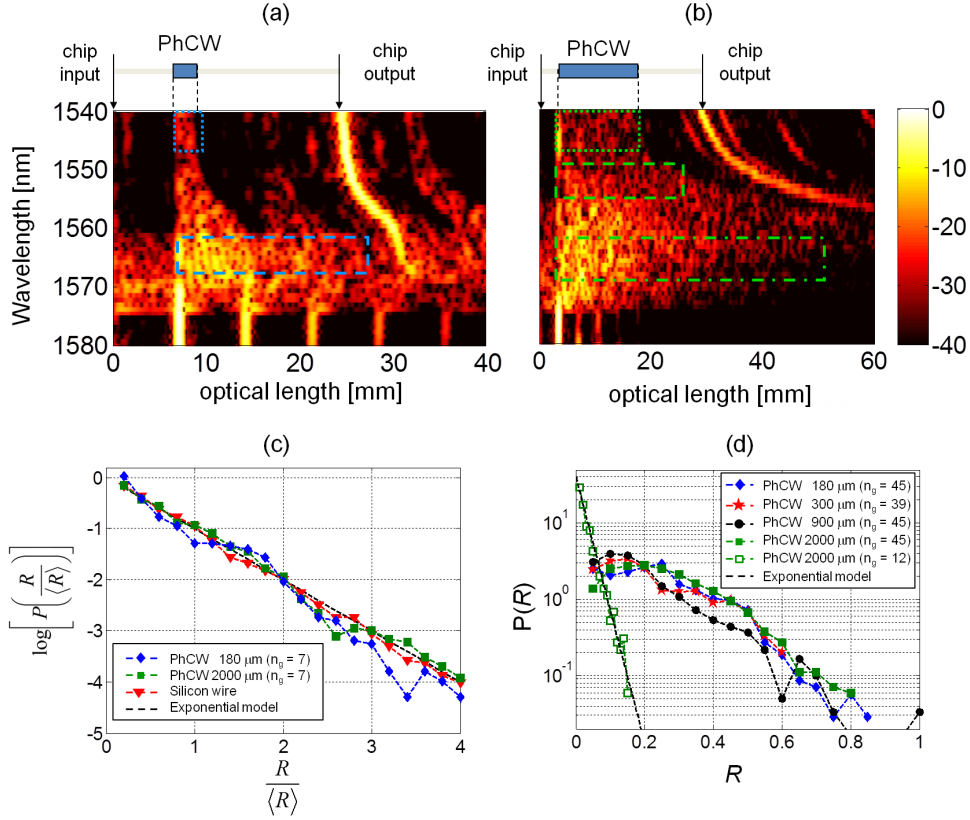 (a)
(b)
chip input
PhCW
chip output
chip input
PhCW
chip output
Wavelength [nm]
1540
1550
1560
1570
1580
0 10 20 30 40
optical length [mm]
0 20 40 60
optical length [mm]
0
-10
-20
-30
-40
(c)
(d)
log[P(R/⟨R⟩)]
0
-1
-2
-3
-4
-5
0 1 2 3 4
R/⟨R⟩
PhCW 180 μm (n_g = 7)
PhCW 2000 μm (n_g = 7)
Silicon wire
Exponential model
P(R)
10^1
10^0
10^-1
0 0.2 0.4 0.6 0.8 1
R
PhCW 180 μm (n_g = 45)
PhCW 300 μm (n_g = 39)
PhCW 900 μm (n_g = 45)
PhCW 2000 μm (n_g = 45)
PhCW 2000 μm (n_g = 12)
Exponential model